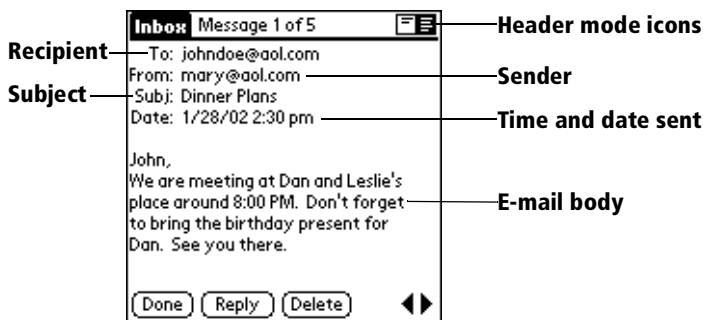 Inbox Message 1 of 5
Header mode icons
Recipient
To: johndoe@aol.com
From: mary@aol.com
Sender
Subject
Subj: Dinner Plans
Date: 1/28/02 2:30 pm
Time and date sent
John,
We are meeting at Dan and Leslie's
place around 8:00 PM. Don't forget
E-mail body
to bring the birthday present for
Dan. See you there.
Done Reply Delete